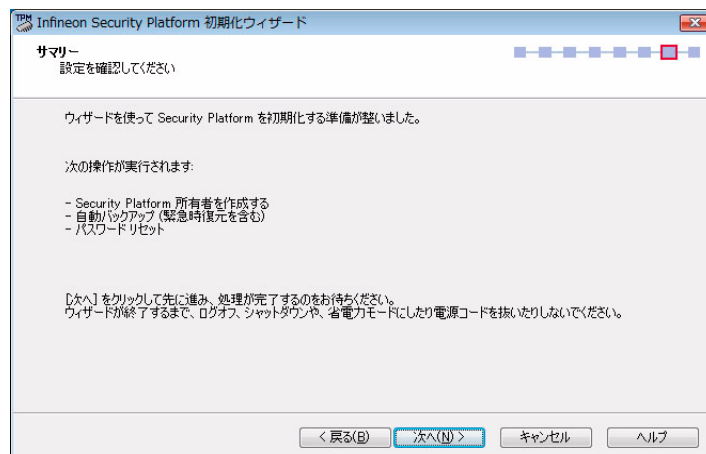 TPM
Infineon Security Platform 初期化ウィザード
サマリー
設定を確認してください
ウィザードを使って Security Platform を初期化する準備が整いました。
次の操作が実行されます:
- Security Platform 所有者を作成する
- 自動バックアップ (緊急時復元を含む)
- パスワード リセット
[次へ] をクリックして先に進み、処理が完了するのをお待ちください。
ウィザードが終了するまで、ログオフ、シャットダウンや、省電力モードにしたり電源コードを抜いたりしないでください。
< 戻る(B)
次へ(N) >
キャンセル
ヘルプ